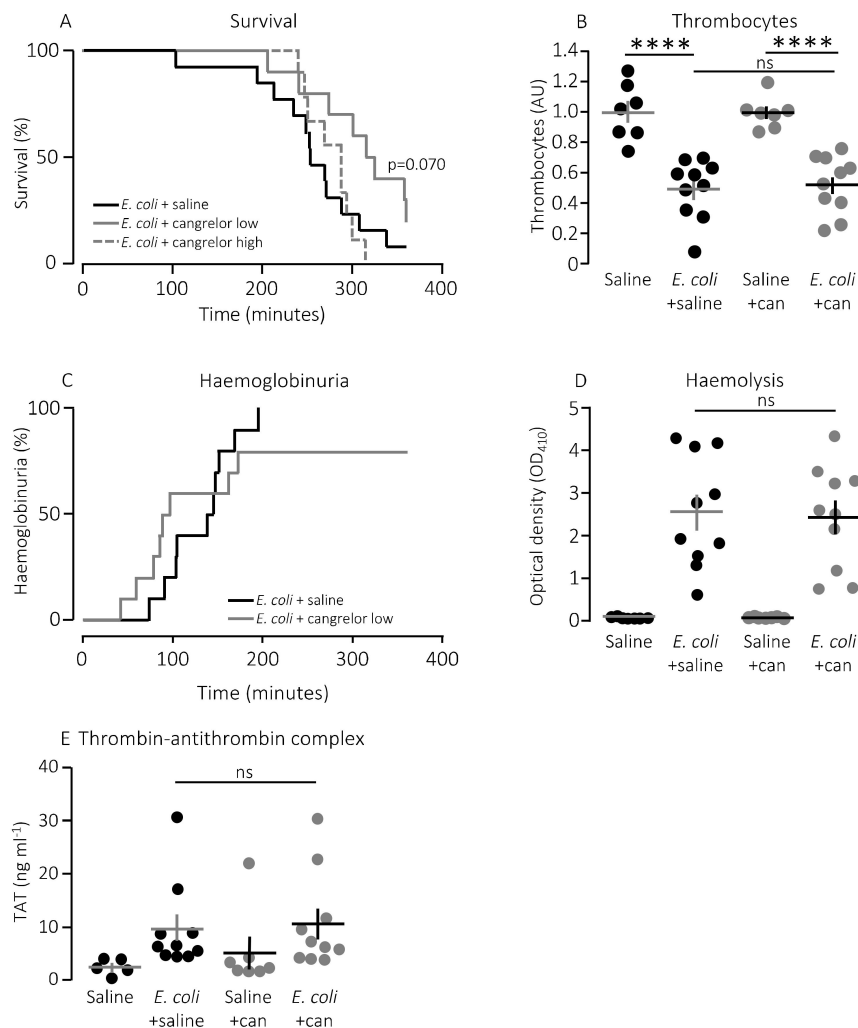 A
Survival
Survival (%)
100
50
0
p=0.070
E. coli + saline
E. coli + cangrelor low
E. coli + cangrelor high
0 100 200 300 400
Time (minutes)
B
Thrombocytes
**** ****
ns
Thrombocytes (AU)
1.4
1.2
1.0
0.8
0.6
0.4
0.2
0
Saline E. coli Saline E. coli
+saline +can +can
C
Haemoglobinuria
Haemoglobinuria (%)
100
50
0
E. coli + saline
E. coli + cangrelor low
0 100 200 300 400
Time (minutes)
D
Haemolysis
ns
Optical density (OD410)
5
4
3
2
1
0
Saline E. coli Saline E. coli
+saline +can +can
E Thrombin-antithrombin complex
ns
TAT (ng ml-1)
40
30
20
10
0
Saline E. coli Saline E. coli
+saline +can +can